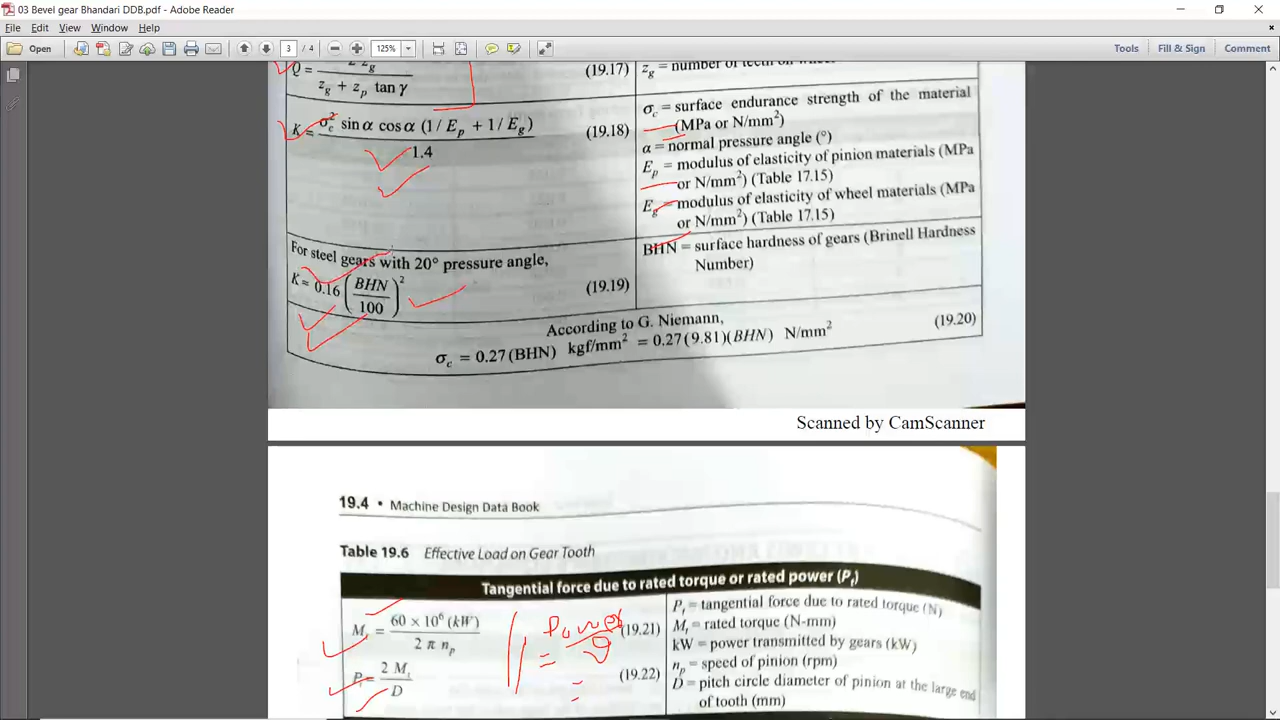 03 Bevel gear Bhandari DDB.pdf - Adobe Reader
File Edit View Window Help
Open 3 / 4 125% Tools Fill & Sign Comment
Q = z_g / (z_g + z_p tan γ) (19.17)
z_g = number of teeth on
K = σ_c² sin α cos α (1 / E_p + 1 / E_g) / 1.4 (19.18)
σ_c = surface endurance strength of the material
(MPa or N/mm²)
α = normal pressure angle (°)
E_p = modulus of elasticity of pinion materials (MPa
or N/mm²) (Table 17.15)
E_g = modulus of elasticity of wheel materials (MPa
or N/mm²) (Table 17.15)
For steel gears with 20° pressure angle,
K = 0.16 (BHN / 100)² (19.19)
BHN = surface hardness of gears (Brinell Hardness
Number)
According to G. Niemann, (19.20)
σ_c = 0.27 (BHN) kgf/mm² = 0.27 (9.81) (BHN) N/mm²
Scanned by CamScanner
19.4 • Machine Design Data Book
Table 19.6 Effective Load on Gear Tooth
Tangential force due to rated torque or rated power (P_t)
M_t = 60 × 10⁶ (kW) / 2 π n_p (19.21)
P_t = 2 M_t / D (19.22)
= Power / v
=
P_t = tangential force due to rated torque (N)
M_t = rated torque (N-mm)
kW = power transmitted by gears (kW)
n_p = speed of pinion (rpm)
D = pitch circle diameter of pinion at the large end
of tooth (mm)